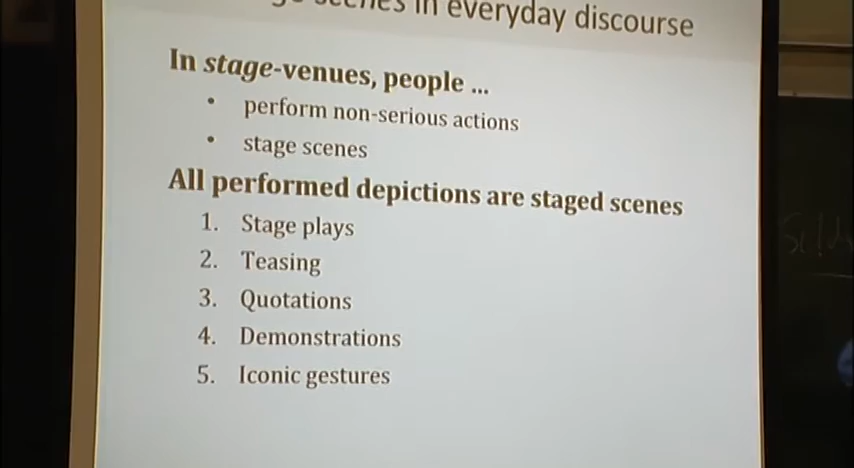 scenes in everyday discourse
In stage-venues, people ...
• perform non-serious actions
• stage scenes
All performed depictions are staged scenes
1. Stage plays
2. Teasing
3. Quotations
4. Demonstrations
5. Iconic gestures